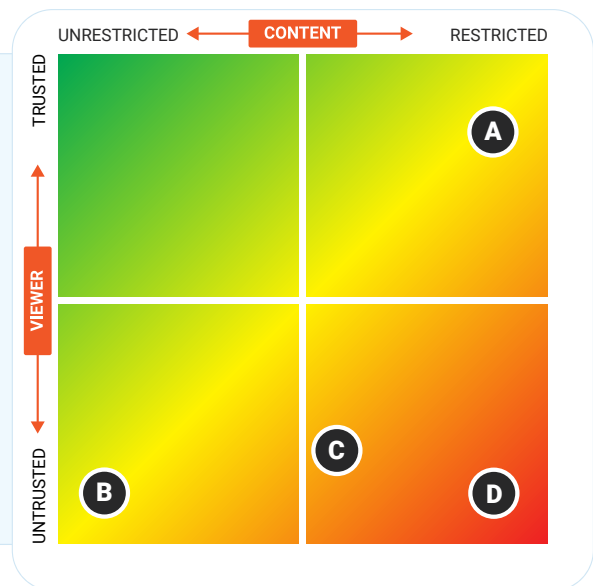 UNRESTRICTED CONTENT RESTRICTED
TRUSTED
A
VIEWER
C
B
D
UNTRUSTED